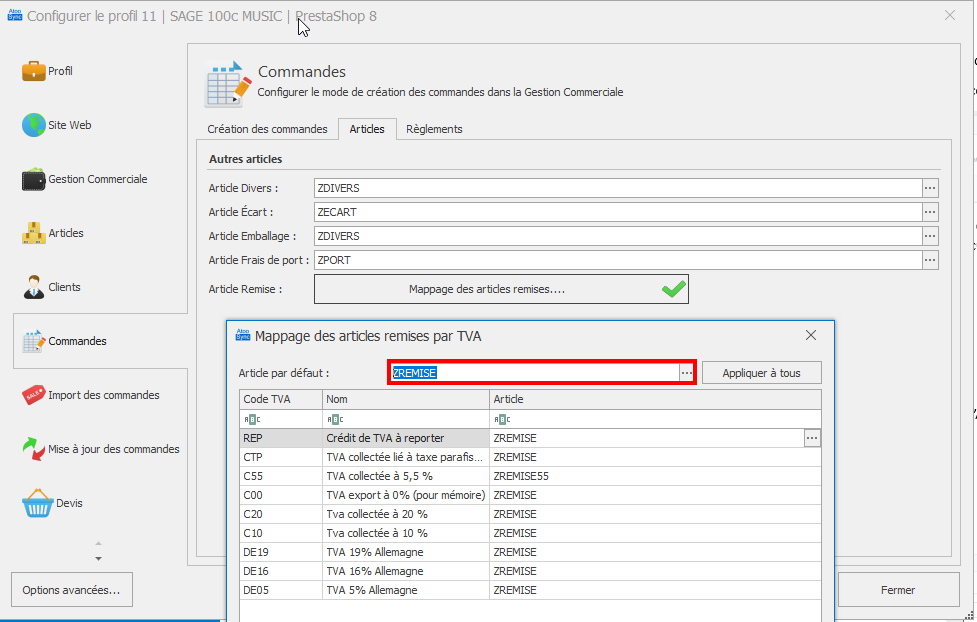 Configurer le profil 11 | SAGE 100c MUSIC | PrestaShop 8
Profil
Site Web
Gestion Commerciale
Articles
Clients
Commandes
Import des commandes
Mise à jour des commandes
Devis
Options avancées...
Commandes
Configurer le mode de création des commandes dans la Gestion Commerciale
Création des commandes Articles Règlements
Autres articles
Article Divers : ZDIVERS ...
Article Écart : ZECART ...
Article Emballage : ZDIVERS ...
Article Frais de port : ZPORT ...
Article Remise : Mappage des articles remises....
Mappage des articles remises par TVA
Article par défaut : ZREMISE ... Appliquer à tous
Code TVA Nom Article
REP Crédit de TVA à reporter ZREMISE ...
CTP TVA collectée lié à taxe parafis... ZREMISE
C55 TVA collectée à 5,5 % ZREMISE55
C00 TVA export à 0% (pour mémoire) ZREMISE
C20 Tva collectée à 20 % ZREMISE
C10 Tva collectée à 10 % ZREMISE
DE19 TVA 19% Allemagne ZREMISE
DE16 TVA 16% Allemagne ZREMISE
DE05 TVA 5% Allemagne ZREMISE
Fermer